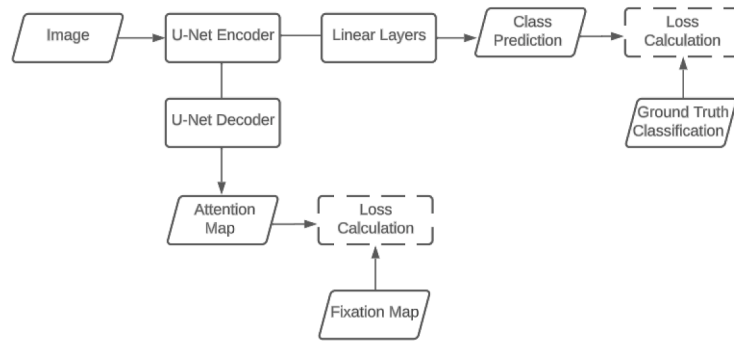 Image
U-Net Encoder
Linear Layers
Class
Prediction
Loss
Calculation
U-Net Decoder
Ground Truth
Classification
Attention
Map
Loss
Calculation
Fixation Map